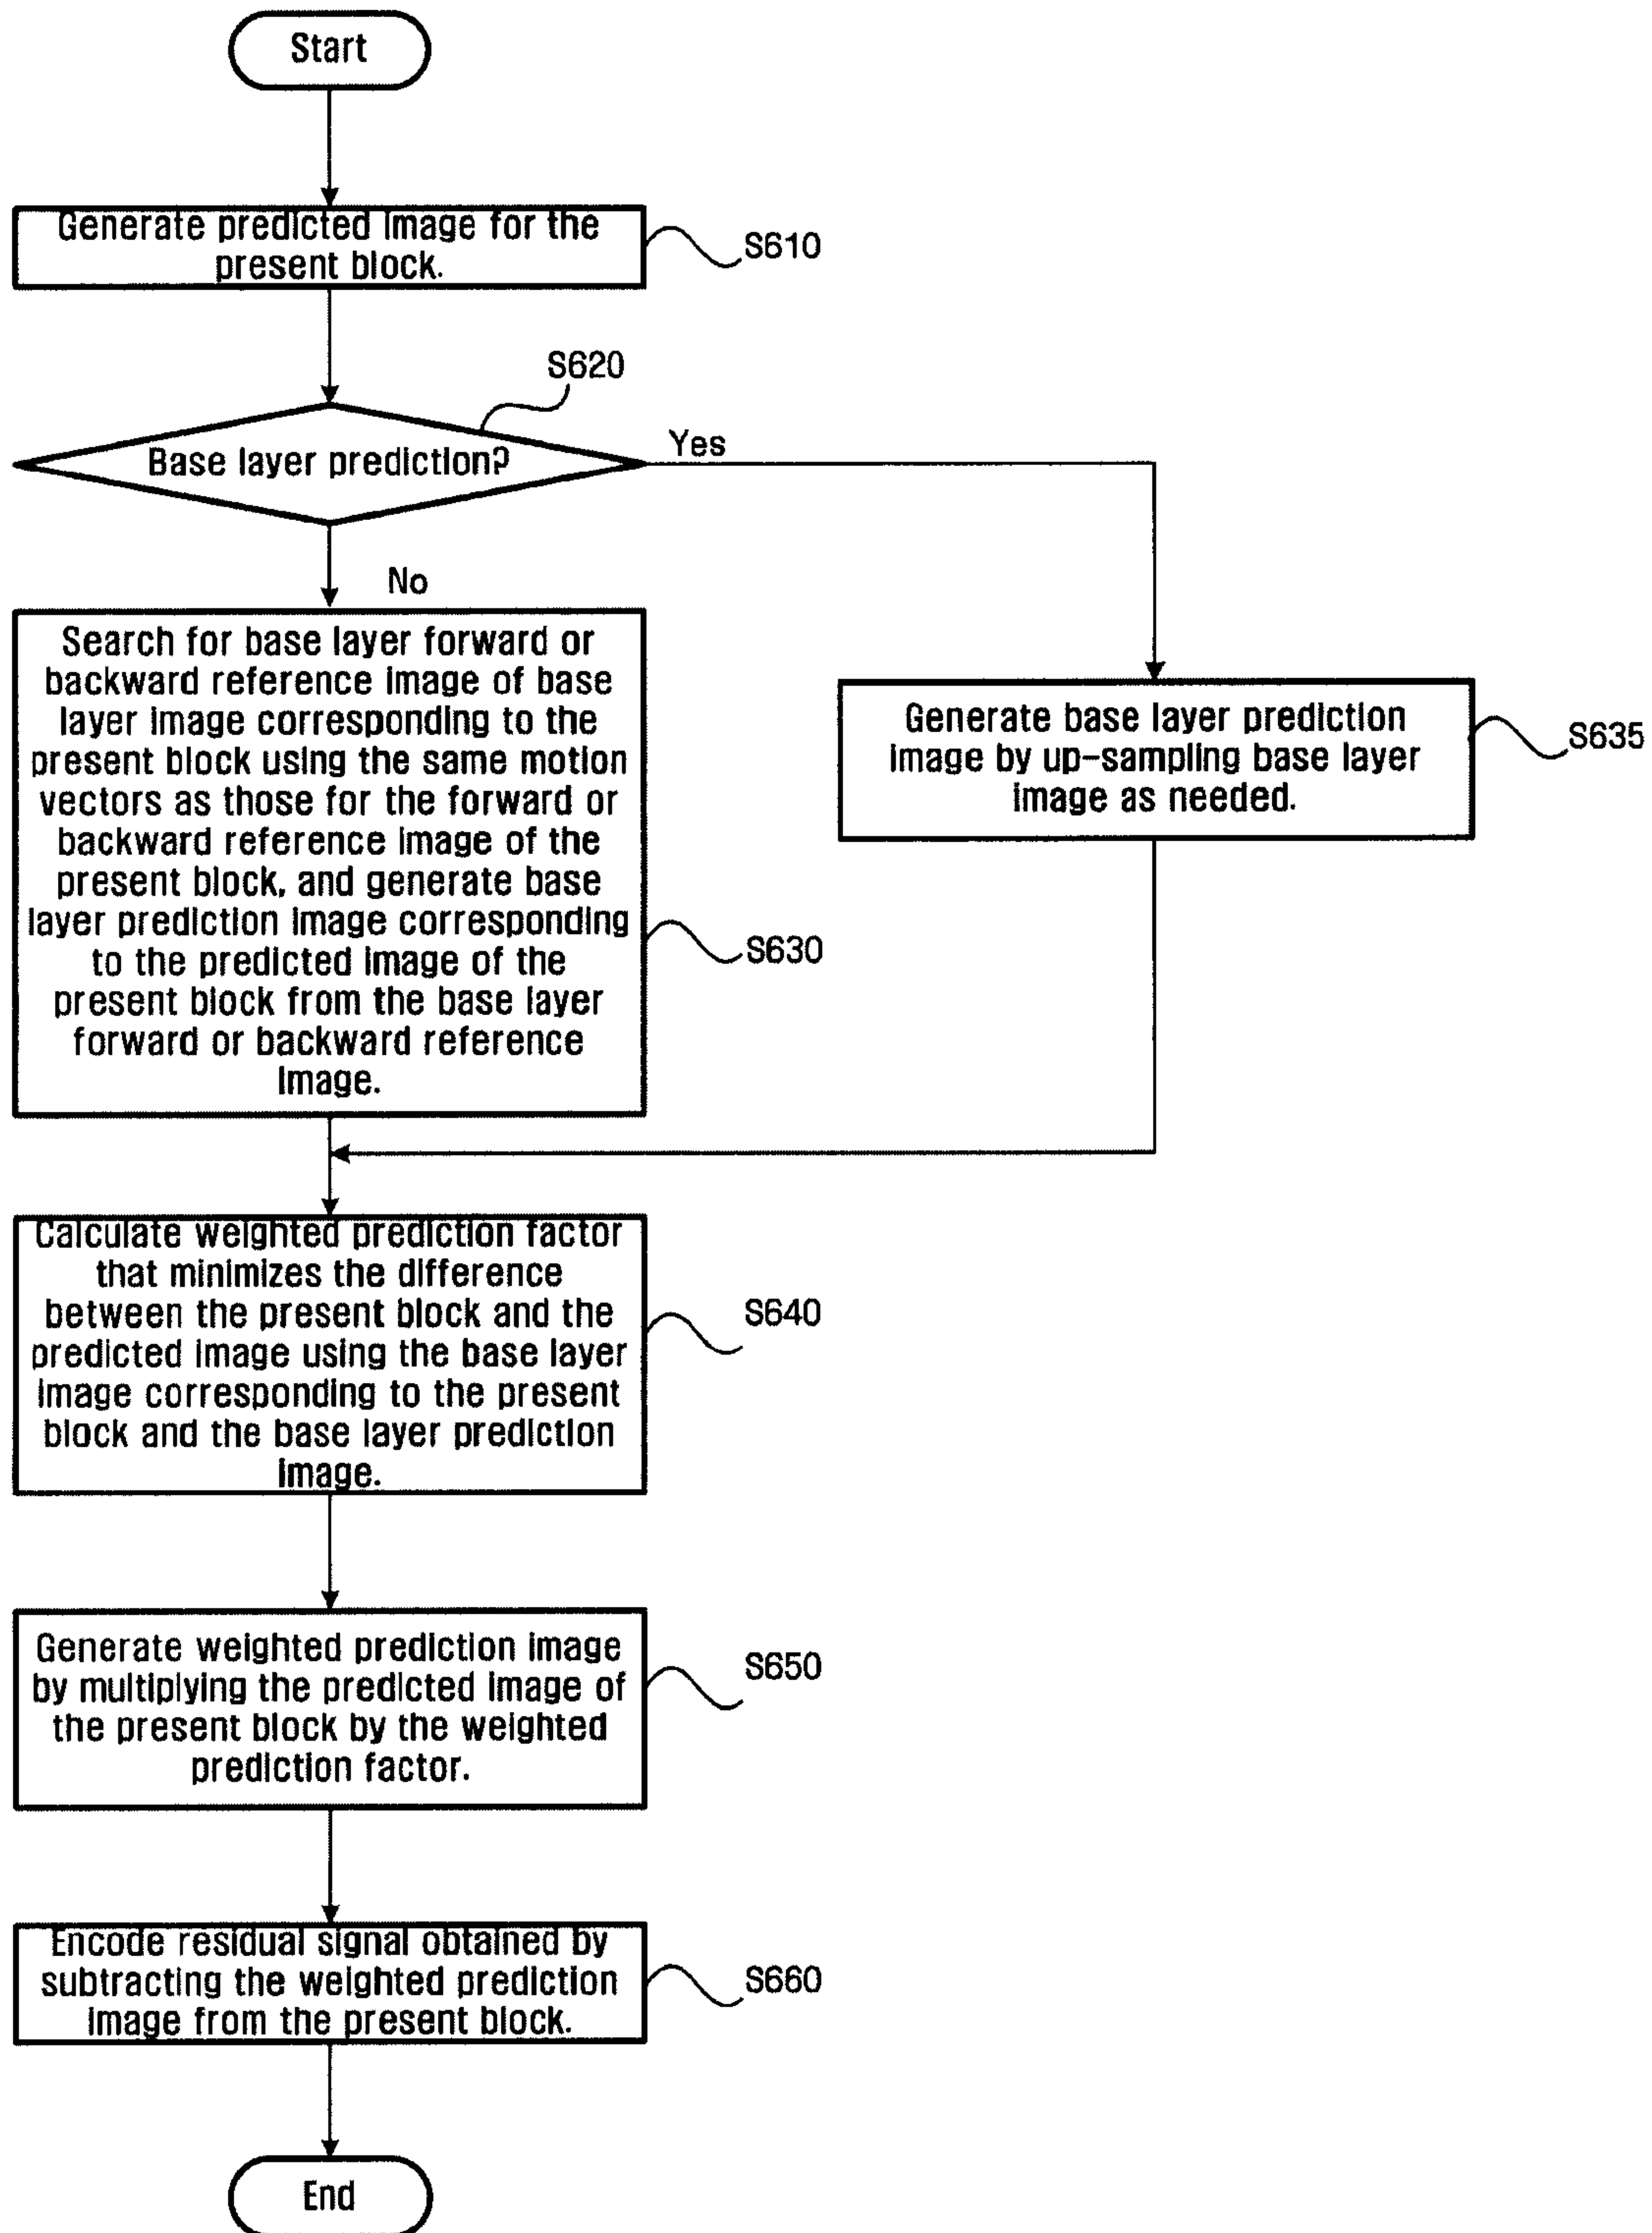 Start
Generate predicted image for the
present block.
S610
S620
Base layer prediction?
Yes
No
Search for base layer forward or
backward reference image of base
layer image corresponding to the
present block using the same motion
vectors as those for the forward or
backward reference image of the
present block, and generate base
layer prediction image corresponding
to the predicted image of the
present block from the base layer
forward or backward reference
image.
S630
Generate base layer prediction
image by up-sampling base layer
image as needed.
S635
Calculate weighted prediction factor
that minimizes the difference
between the present block and the
predicted image using the base layer
image corresponding to the present
block and the base layer prediction
image.
S640
Generate weighted prediction image
by multiplying the predicted image of
the present block by the weighted
prediction factor.
S650
Encode residual signal obtained by
subtracting the weighted prediction
image from the present block.
S660
End